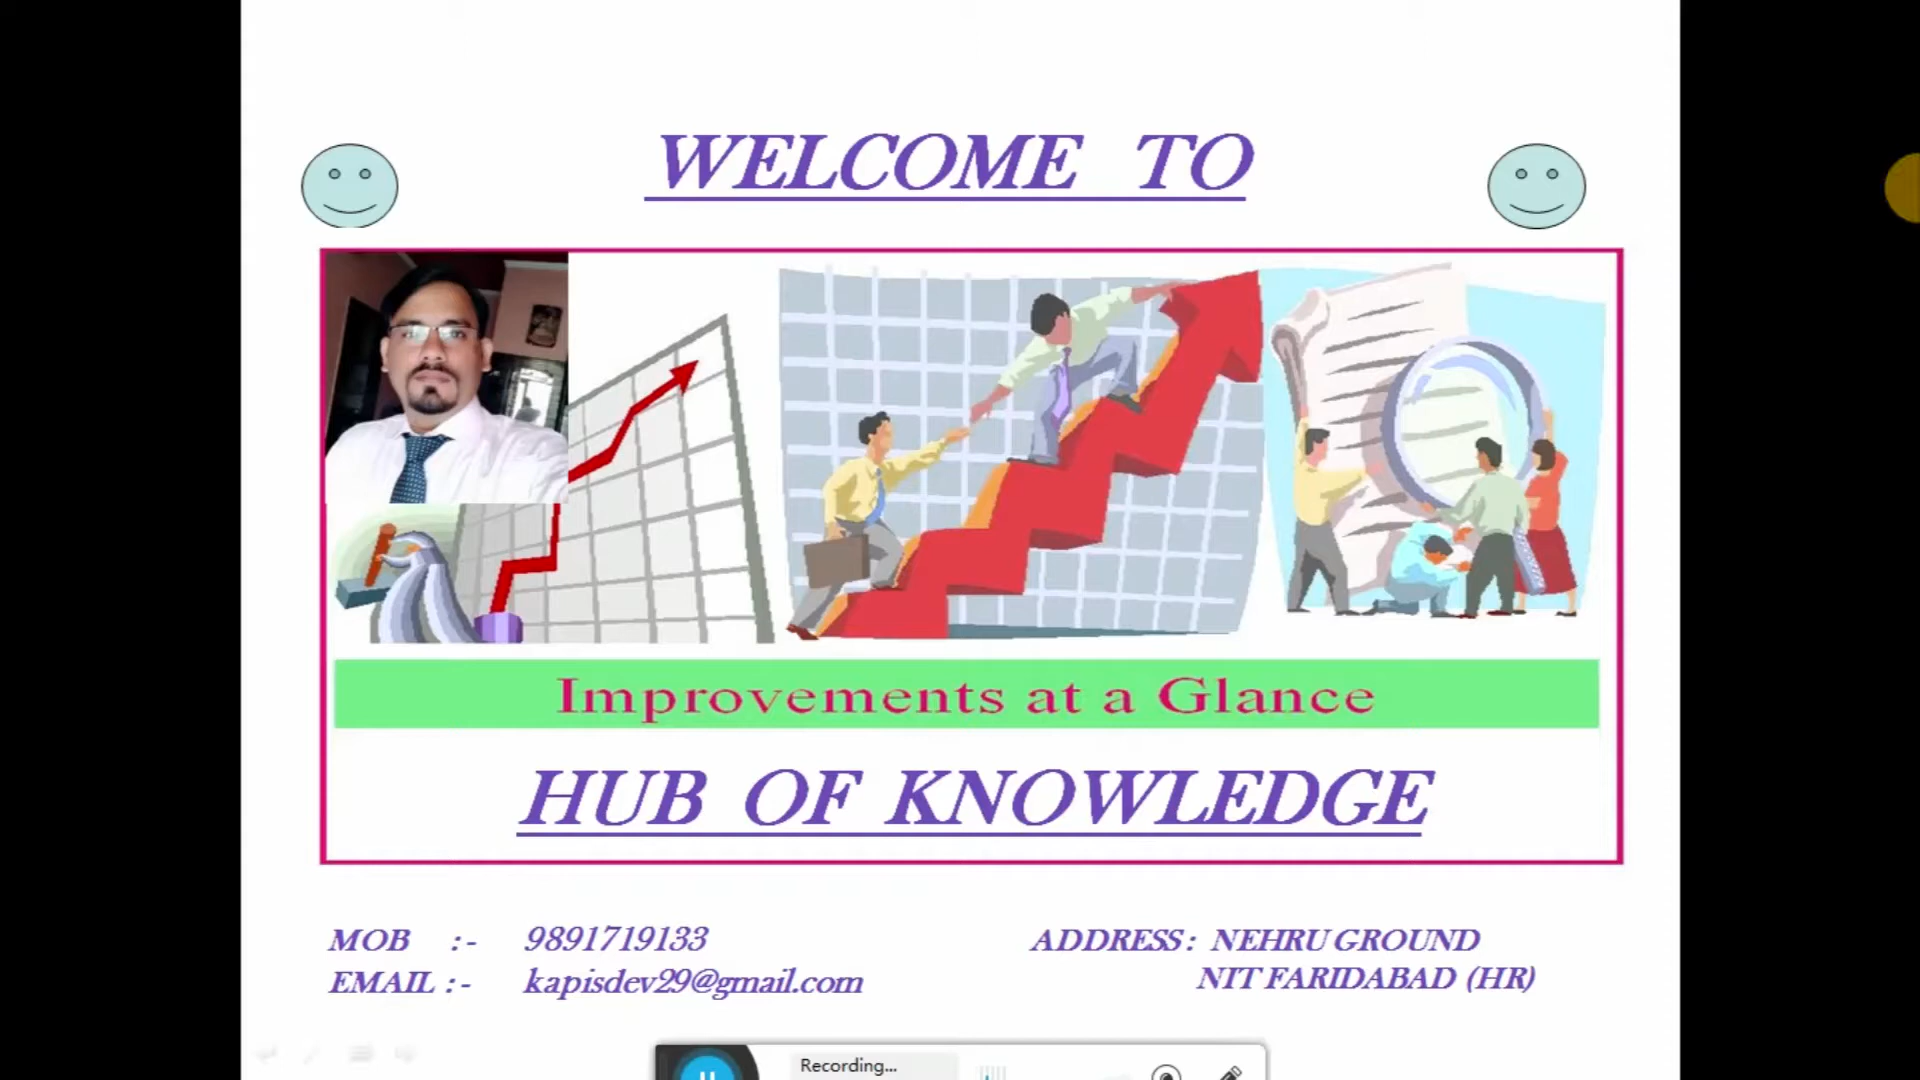 WELCOME TO
Improvements at a Glance
HUB OF KNOWLEDGE
MOB :- 9891719133
EMAIL :- kapisdev29@gmail.com
ADDRESS : NEHRU GROUND
NIT FARIDABAD (HR)
Recording...